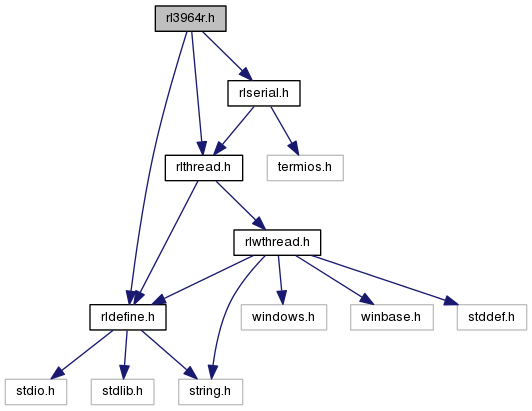 rl3964r.h
rlserial.h
rlthread.h
termios.h
rlwthread.h
rldefine.h
windows.h
winbase.h
stddef.h
stdio.h
stdlib.h
string.h